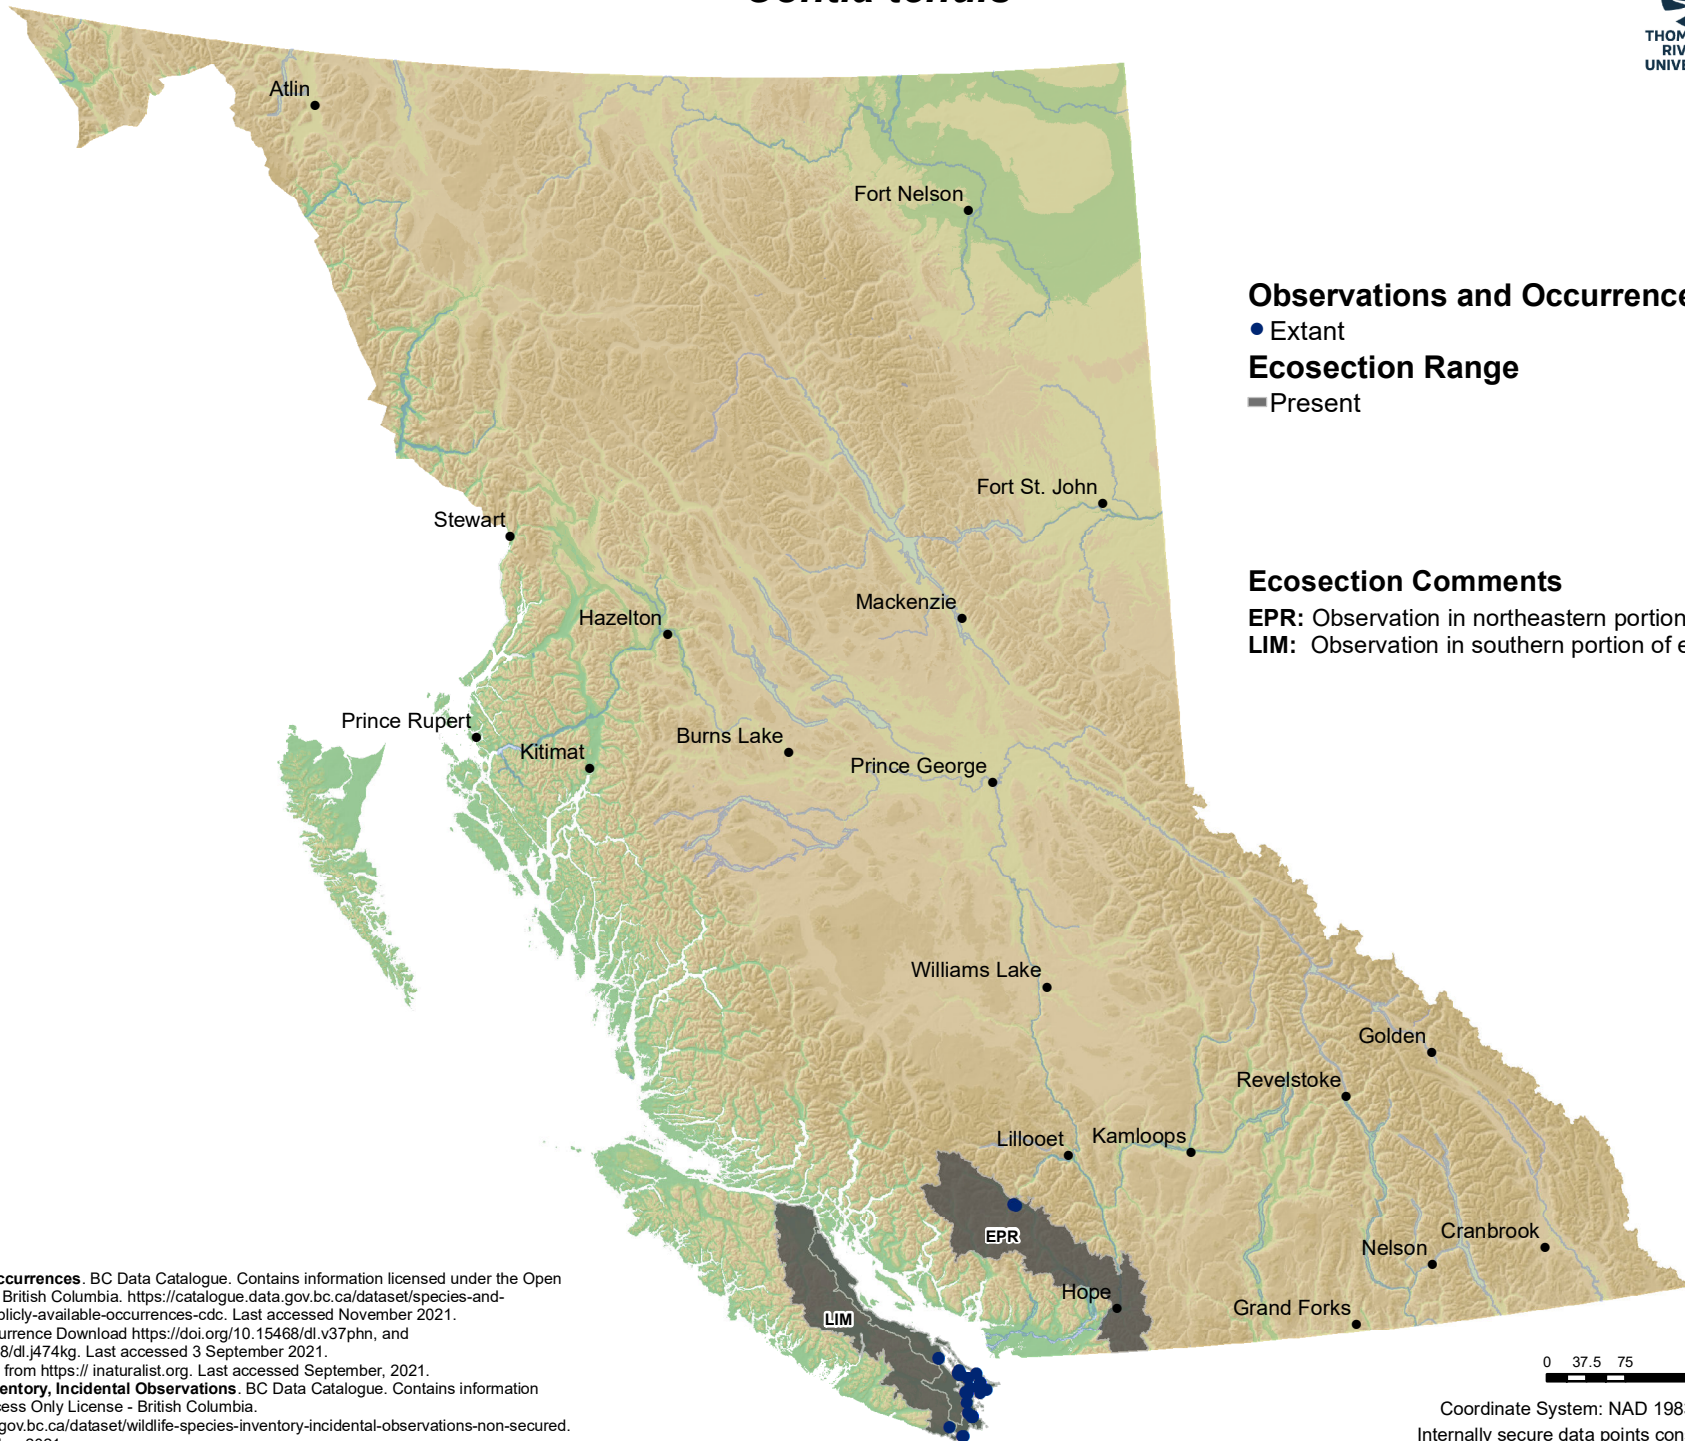 Atlin
Fort Nelson
Observations and Occurrence
Extant
Ecosection Range
Present
Fort St. John
Stewart
Ecosection Comments
Mackenzie
EPR: Observation in northeastern portion
Hazelton
LIM: Observation in southern portion of e
Prince Rupert
Burns Lake
Kitimat
Prince George
Williams Lake
Golden
Revelstoke
Lillooet
Kamloops
EPR
Cranbrook
Nelson
Hope
Grand Forks
LIM
ccurrences. BC Data Catalogue. Contains information licensed under the Open
British Columbia. https://catalogue.data.gov.bc.ca/dataset/species-and-
blicly-available-occurrences-cdc. Last accessed November 2021.
urrence Download https://doi.org/10.15468/dl.v37phn, and
8/dl.j474kg. Last accessed 3 September 2021.
from https:// inaturalist.org. Last accessed September, 2021.
entory, Incidental Observations. BC Data Catalogue. Contains information
cess Only License - British Columbia.
gov.bc.ca/dataset/wildlife-species-inventory-incidental-observations-non-secured.
0 37.5 75
Coordinate System: NAD 1983
Internally secure data points con
THOM
RIV
UNIVE